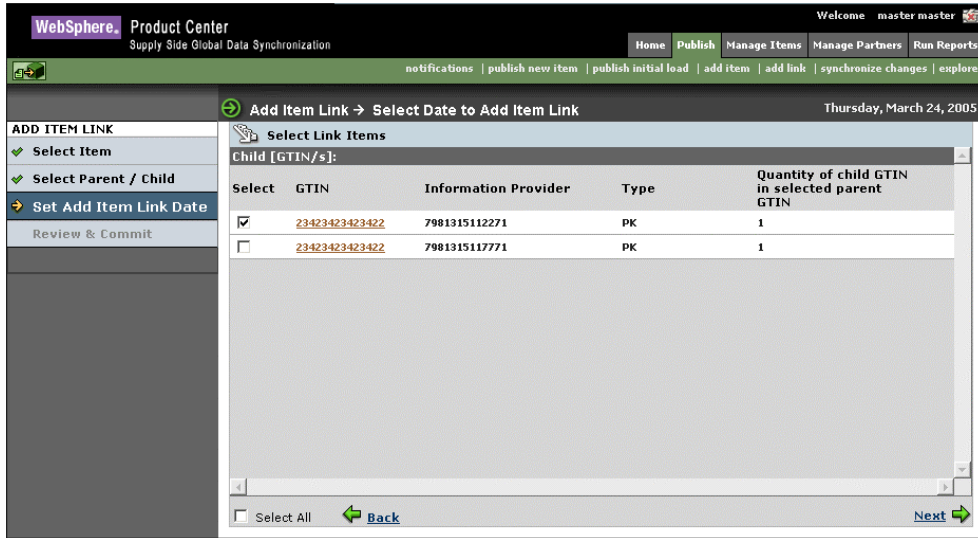 Welcome master master
WebSphere. Product Center
Supply Side Global Data Synchronization
Home Publish Manage Items Manage Partners Run Reports
notifications | publish new item | publish initial load | add item | add link | synchronize changes | explore
Add Item Link → Select Date to Add Item Link Thursday, March 24, 2005
ADD ITEM LINK
Select Item
Select Parent / Child
Set Add Item Link Date
Review & Commit
Select Link Items
Child [GTIN/s]:
Select GTIN Information Provider Type Quantity of child GTIN
in selected parent
GTIN
23423423423422 7981315112271 PK 1
23423423423422 7981315117771 PK 1
Select All Back Next